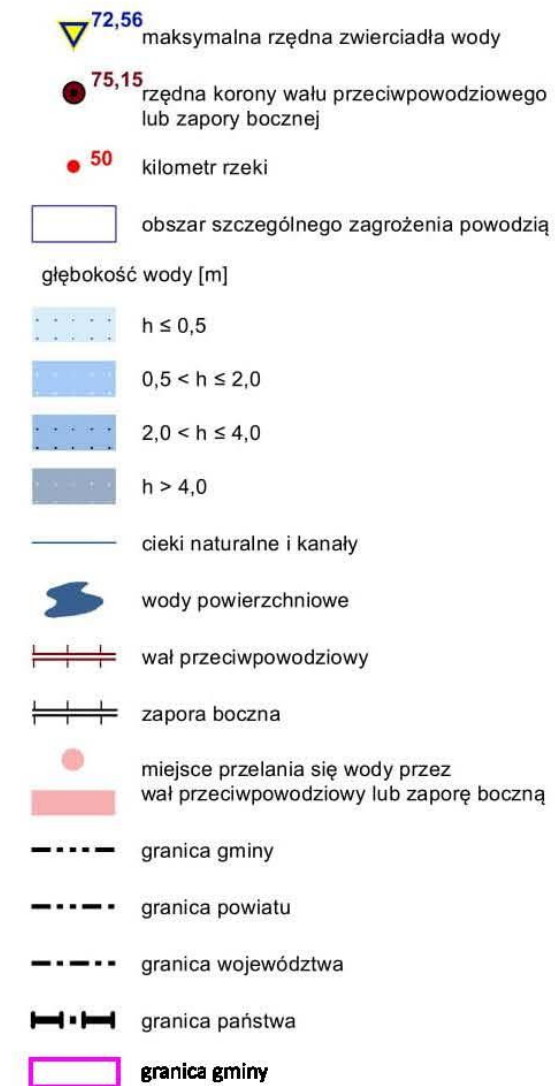 72,56
maksymalna rzędna zwierciadła wody
75,15
rzędna korony wału przeciwpowodziowego
lub zapory bocznej
50
kilometr rzeki
obszar szczególnego zagrożenia powodzią
głębokość wody [m]
h ≤ 0,5
0,5 < h ≤ 2,0
2,0 < h ≤ 4,0
h > 4,0
cieki naturalne i kanały
wody powierzchniowe
wał przeciwpowodziowy
zapora boczna
miejsce przelania się wody przez
wał przeciwpowodziowy lub zaporę boczną
granica gminy
granica powiatu
granica województwa
granica państwa
granica gminy